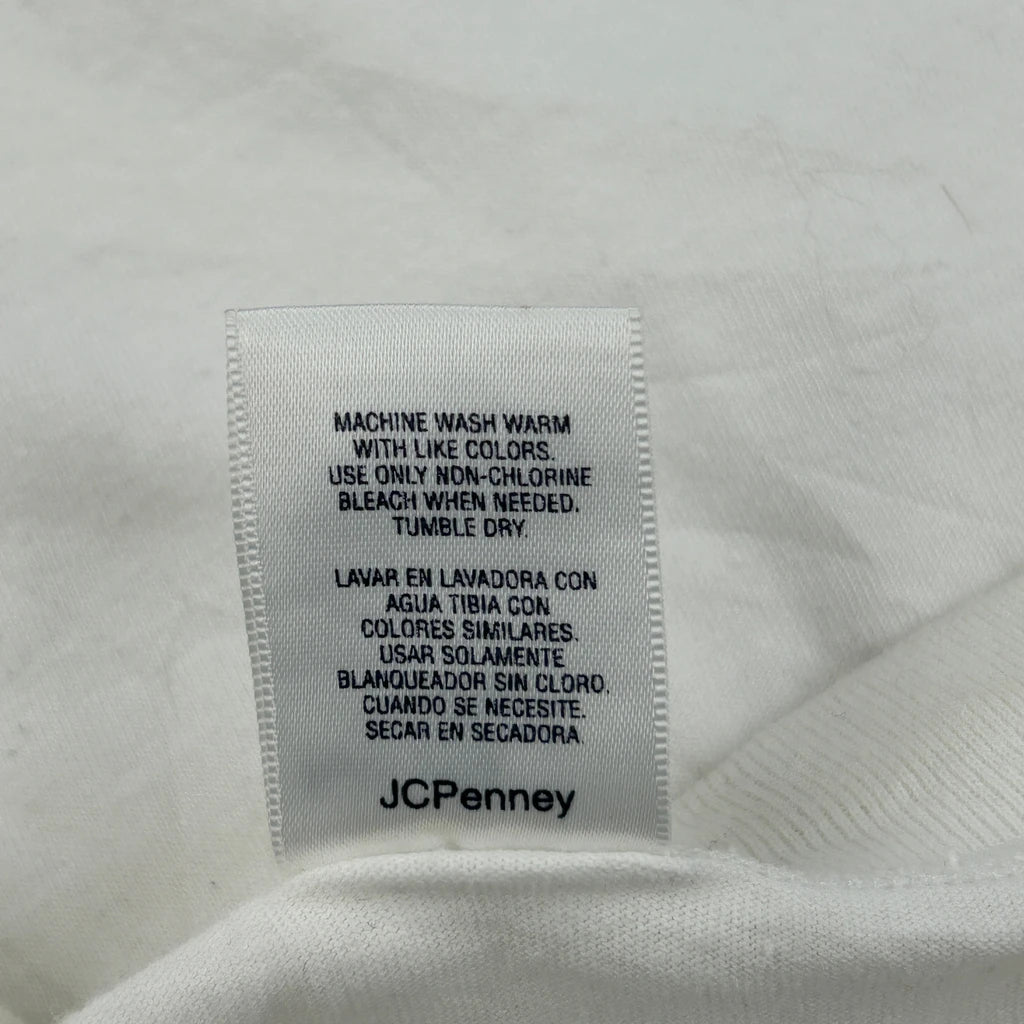 MACHINE WASH WARM
WITH LIKE COLORS.
USE ONLY NON-CHLORINE
BLEACH WHEN NEEDED.
TUMBLE DRY.
LAVAR EN LAVADORA CON
AGUA TIBIA CON
COLORES SIMILARES.
USAR SOLAMENTE
BLANQUEADOR SIN CLORO.
CUANDO SE NECESITE.
SECAR EN SECADORA
JCPenney